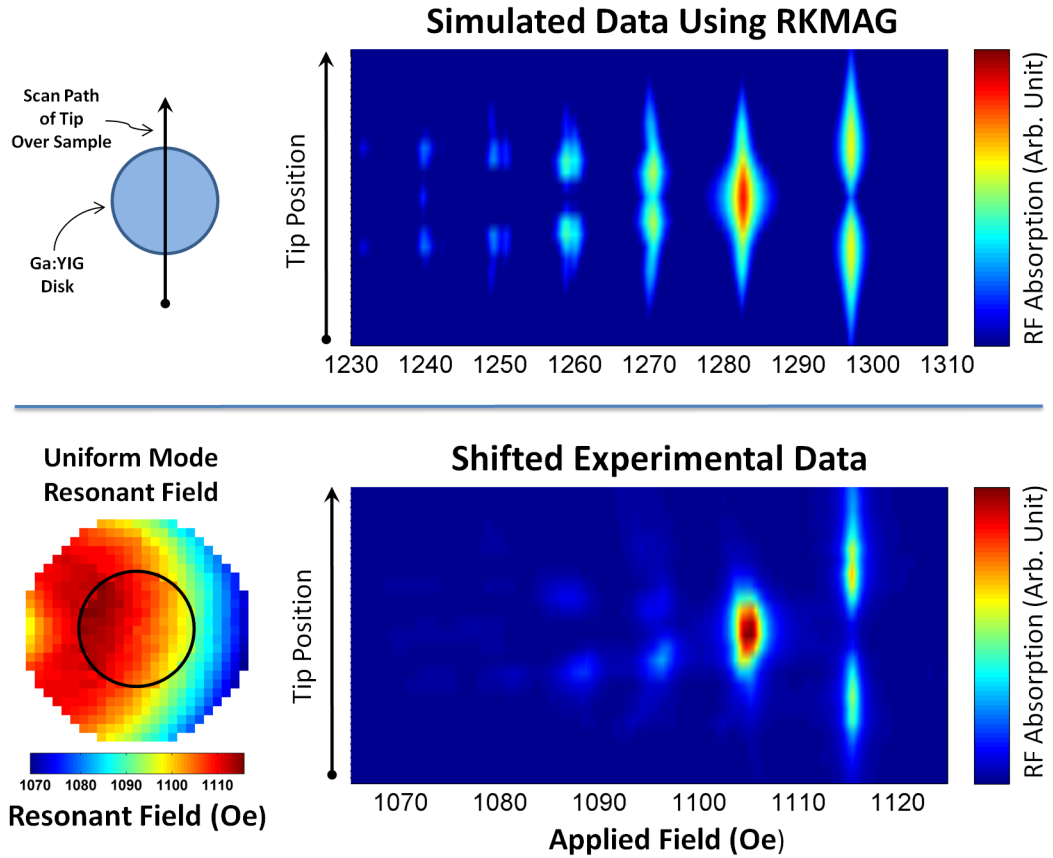 Simulated Data Using RKMAG
Scan Path
of Tip
Over Sample
Ga:YIG
Disk
Tip Position
1230 1240 1250 1260 1270 1280 1290 1300 1310
RF Absorption (Arb. Unit)
Uniform Mode
Resonant Field
1070 1080 1090 1100 1110
Resonant Field (Oe)
Shifted Experimental Data
Tip Position
1070 1080 1090 1100 1110 1120
Applied Field (Oe)
RF Absorption (Arb. Unit)